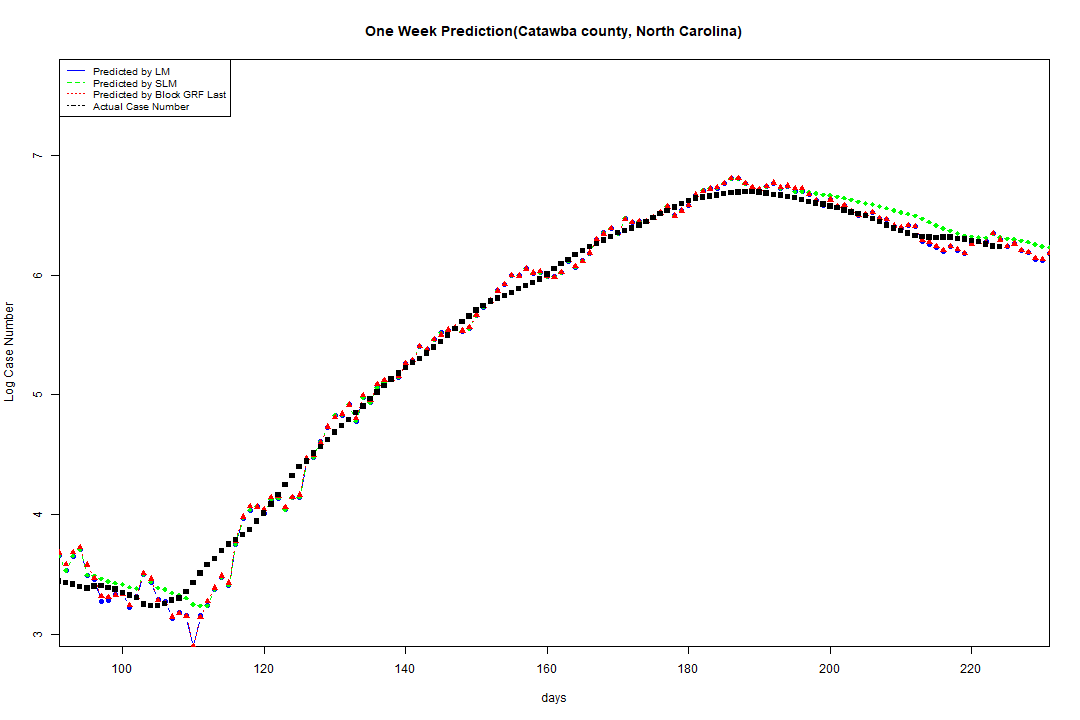 One Week Prediction(Catawba county, North Carolina)
Predicted by LM
Predicted by SLM
Predicted by Block GRF Last
Actual Case Number
7
6
5
4
3
Log Case Number
100 120 140 160 180 200 220
days